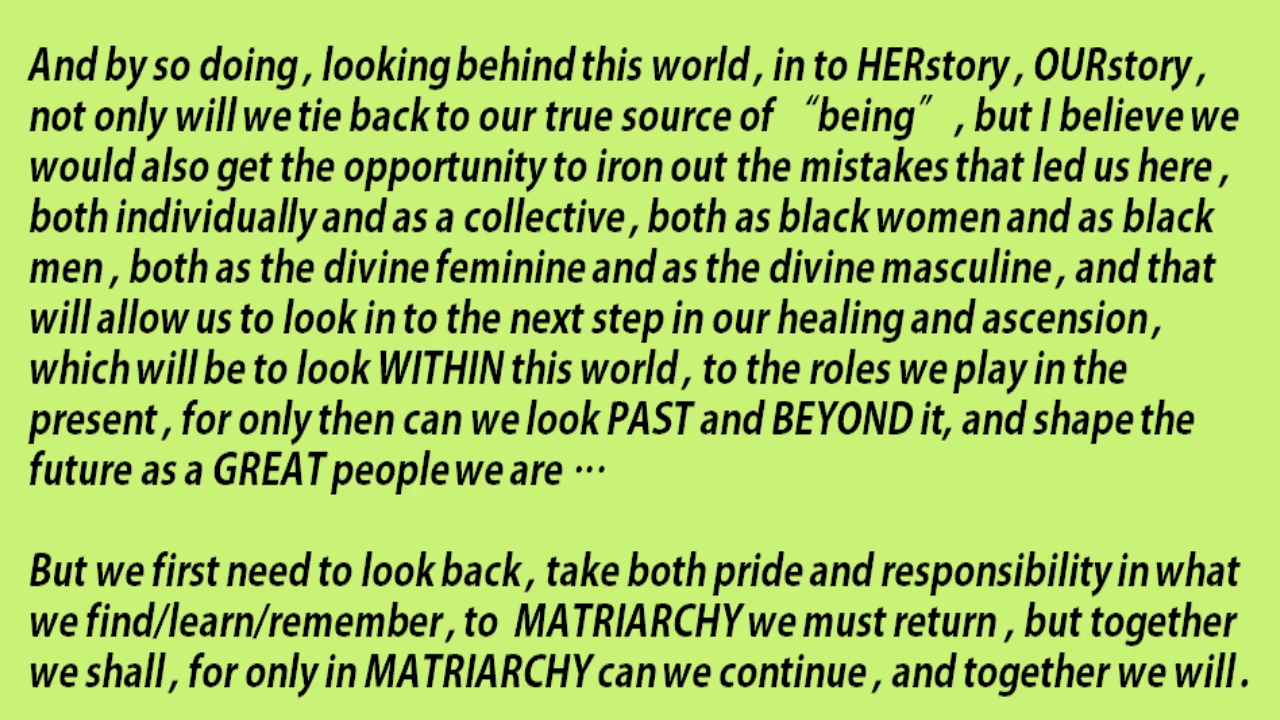 And by so doing , looking behind this world , in to HERstory , OURstory ,
not only will we tie back to our true source of “being” , but I believe we
would also get the opportunity to iron out the mistakes that led us here ,
both individually and as a collective , both as black women and as black
men , both as the divine feminine and as the divine masculine , and that
will allow us to look in to the next step in our healing and ascension ,
which will be to look WITHIN this world , to the roles we play in the
present , for only then can we look PAST and BEYOND it, and shape the
future as a GREAT people we are ···
But we first need to look back , take both pride and responsibility in what
we find/learn/remember , to MATRIARCHY we must return , but together
we shall , for only in MATRIARCHY can we continue , and together we will .